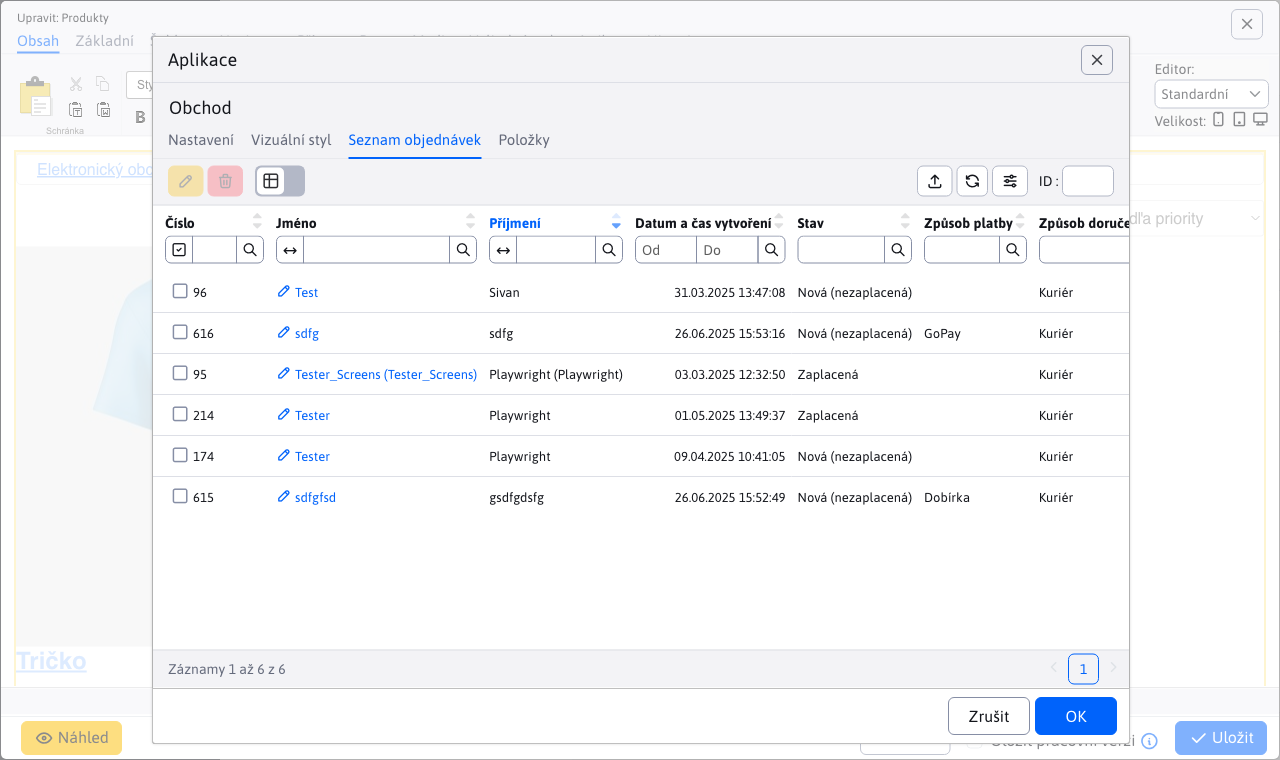 Upravit: Produkty
Obsah Základní
Editor:
Standardní
Velikost:
Schránka
B
Elektronický obc
dľa priority
Tričko
Aplikace
Obchod
Nastavení Vizuální styl Seznam objednávek Položky
ID :
Číslo Jméno Příjmení Datum a čas vytvoření Stav Způsob platby Způsob doruče
Od Do
96 Test Sivan 31.03.2025 13:47:08 Nová (nezaplacená) Kuriér
616 sdfg sdfg 26.06.2025 15:53:16 Nová (nezaplacená) GoPay Kuriér
95 Tester_Screens (Tester_Screens) Playwright (Playwright) 03.03.2025 12:32:50 Zaplacená Kuriér
214 Tester Playwright 01.05.2025 13:49:37 Zaplacená Kuriér
174 Tester Playwright 09.04.2025 10:41:05 Nová (nezaplacená) Kuriér
615 sdfgfsd gsdfgdsfg 26.06.2025 15:52:49 Nová (nezaplacená) Dobírka Kuriér
Záznamy 1 až 6 z 6
1
Zrušit OK
Náhled
Uložit pracovní verzi
Uložit